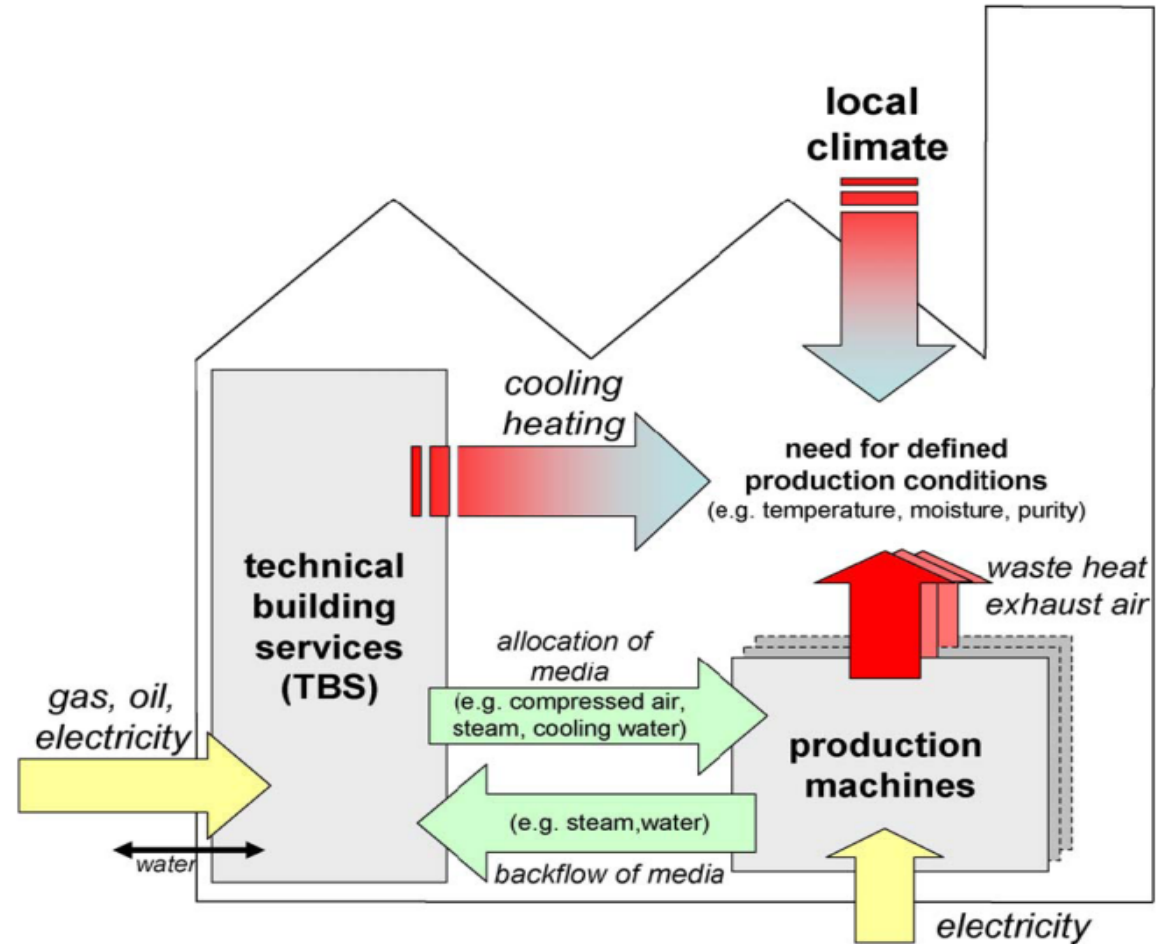 local
climate
cooling
heating
need for defined
production conditions
(e.g. temperature, moisture, purity)
technical
building
services
(TBS)
waste heat
exhaust air
allocation of
media
(e.g. compressed air,
steam, cooling water)
gas, oil,
electricity
production
machines
(e.g. steam,water)
water
backflow of media
electricity